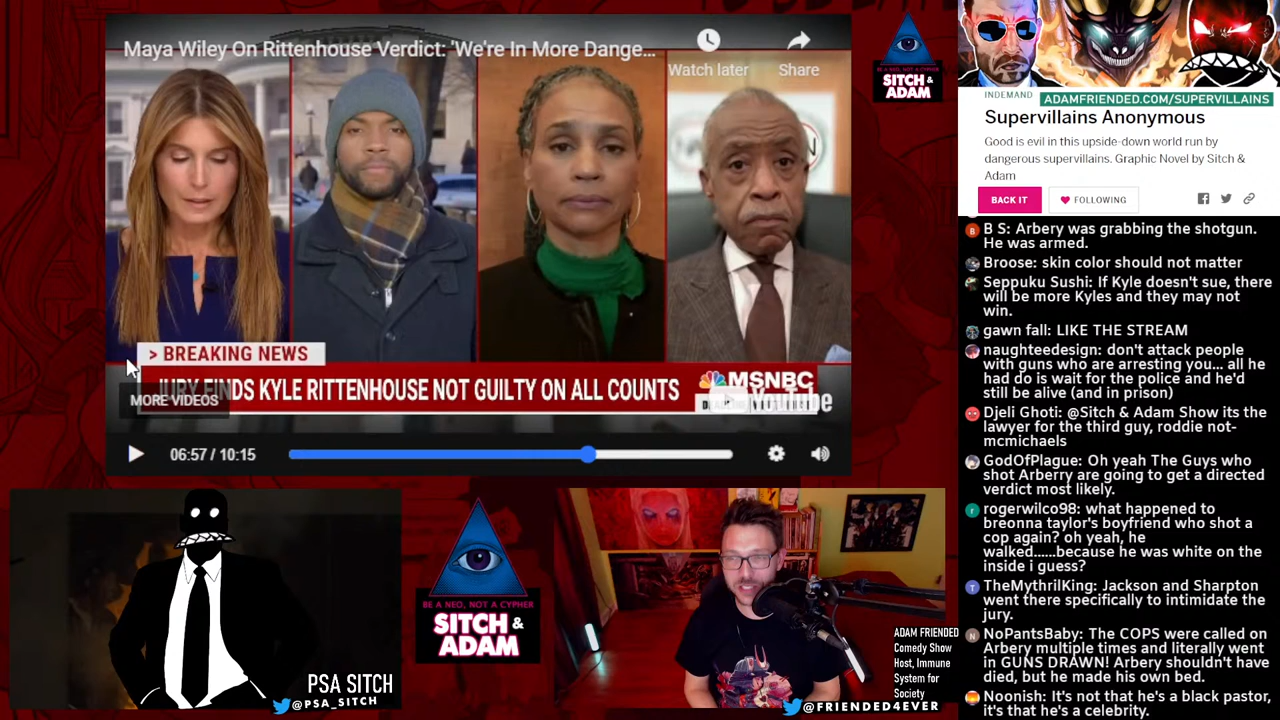 Maya Wiley On Rittenhouse Verdict: 'We're In More Dange...
Watch later
Share
> BREAKING NEWS
JURY FINDS KYLE RITTENHOUSE NOT GUILTY ON ALL COUNTS
MSNBC
MORE VIDEOS
YouTube
06:57 / 10:15
BE A NEO, NOT A CYPHER
SITCH &
ADAM
INDEMAND
ADAMFRIENDED.COM/SUPERVILLAINS
Supervillains Anonymous
Good is evil in this upside-down world run by
dangerous supervillains. Graphic Novel by Sitch &
Adam
BACK IT
FOLLOWING
B S: Arbery was grabbing the shotgun.
He was armed.
Broose: skin color should not matter
Seppuku Sushi: If Kyle doesn't sue, there
will be more Kyles and they may not
win.
gawn fall: LIKE THE STREAM
naughteedesign: don't attack people
with guns who are arresting you... all he
had do is wait for the police and he'd
still be alive (and in prison)
Djeli Ghoti: @Sitch & Adam Show its the
lawyer for the third guy, roddie not-
mcmichaels
GodOfPlague: Oh yeah The Guys who
shot Arberry are going to get a directed
verdict most likely.
rogerwilco98: what happened to
breonna taylor's boyfriend who shot a
cop again? oh yeah, he
walked......because he was white on the
inside i guess?
TheMythrilKing: Jackson and Sharpton
went there specifically to intimidate the
jury.
NoPantsBaby: The COPS were called on
Arbery multiple times and literally went
in GUNS DRAWN! Arbery shouldn't have
died, but he made his own bed.
Noonish: It's not that he's a black pastor,
it's that he's a celebrity.
PSA SITCH
@PSA_SITCH
BE A NEO, NOT A CYPHER
SITCH &
ADAM
ADAM FRIENDED
Comedy Show
Host, Immune
System for
Society
@FRIENDED4EVER